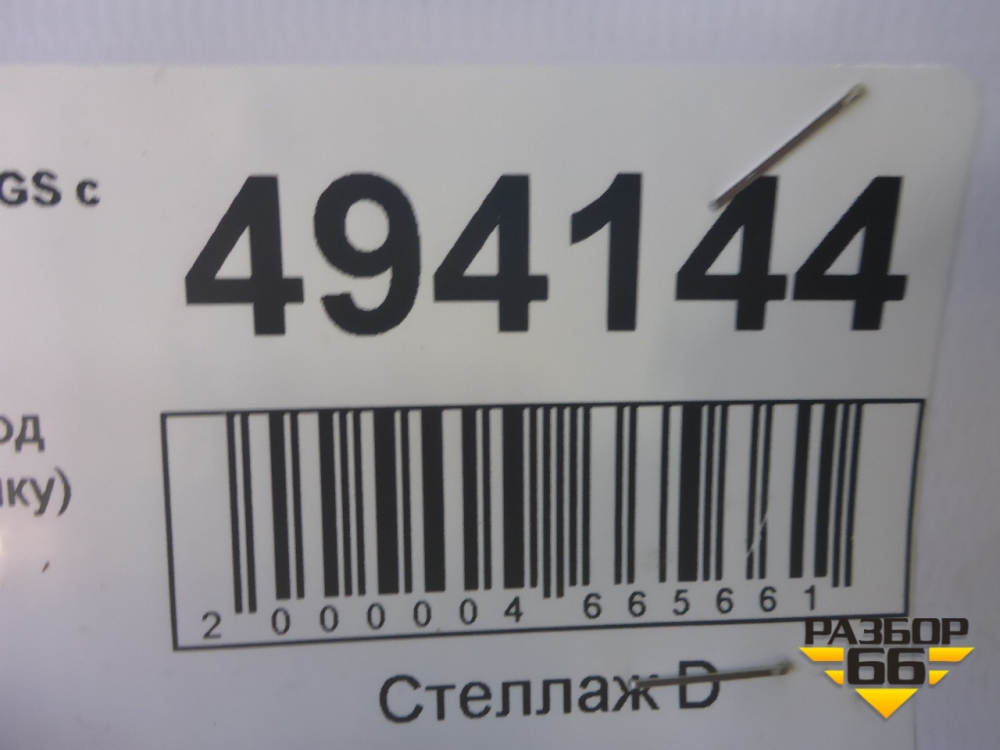 GS с
494144
од
ку)
2 000004 665661
Стеллаж D
РАЗБОР
66